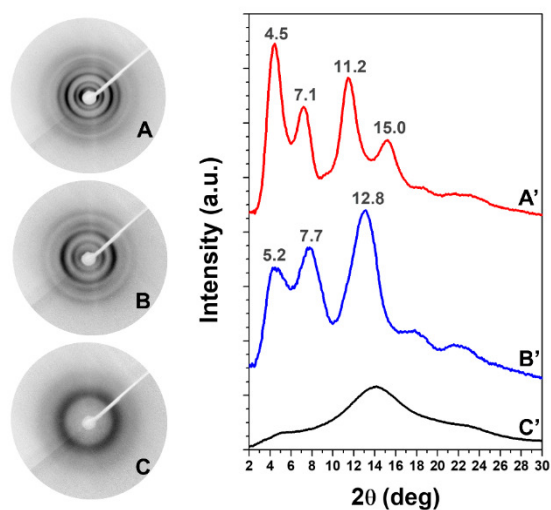 A
B
C
4.5
7.1
11.2
15.0
A'
5.2
7.7
12.8
B'
C'
Intensity (a.u.)
2 4 6 8 10 12 14 16 18 20 22 24 26 28 30
2θ (deg)